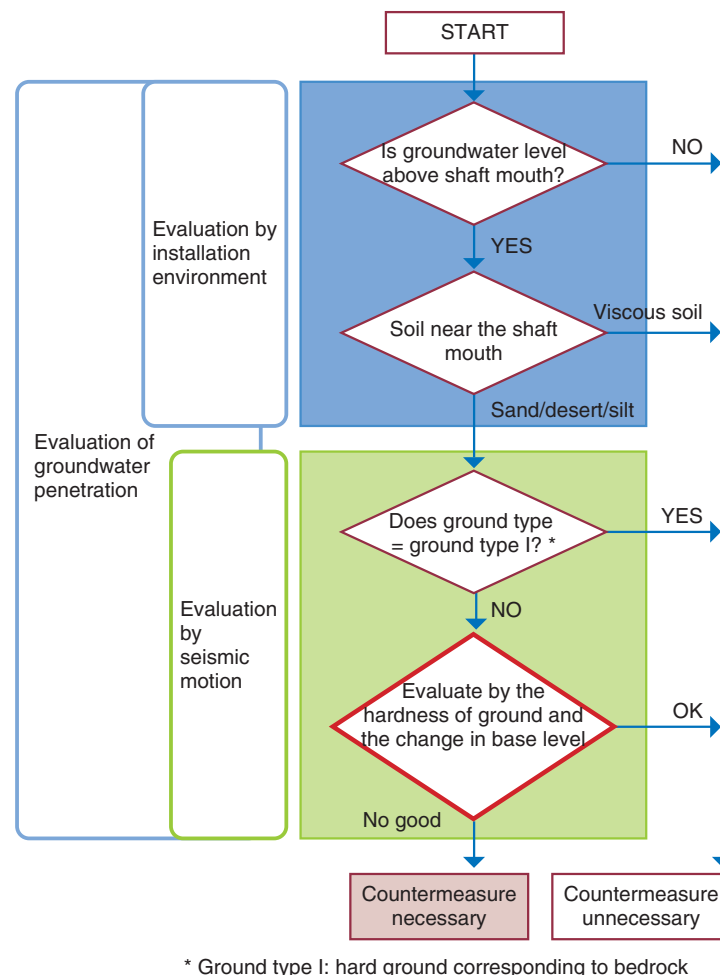 START
Is groundwater level
above shaft mouth?
NO
YES
Evaluation by
installation
environment
Soil near the shaft
mouth
Viscous soil
Sand/desert/silt
Evaluation of
groundwater
penetration
Does ground type
= ground type I? *
YES
NO
Evaluation
by
seismic
motion
Evaluate by the
hardness of ground and
the change in base level
OK
No good
Countermeasure
necessary
Countermeasure
unnecessary
* Ground type I: hard ground corresponding to bedrock